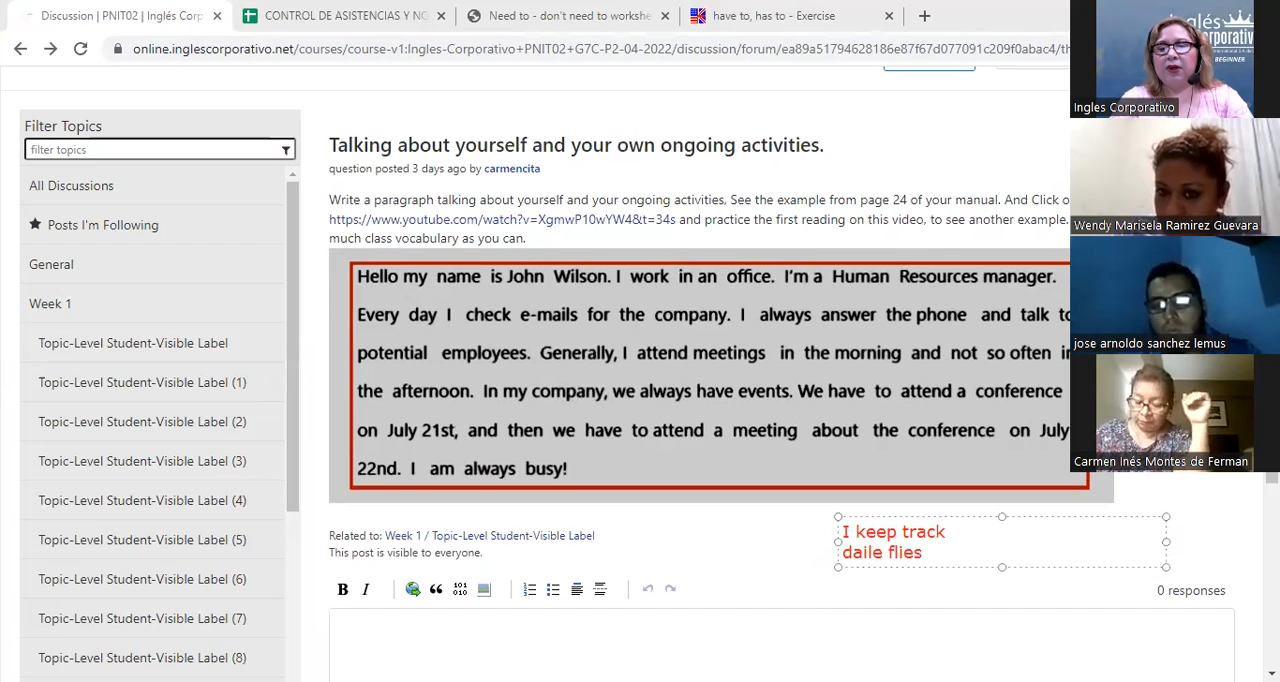 Discussion | PNIT02 | Inglés Cor
CONTROL DE ASISTENCIAS Y NO
Need to - don't need to workshe
have to, has to - Exercise
online.inglescorporativo.net/courses/course-v1:Ingles-Corporativo+PNIT02+G7C-P2-04-2022/discussion/forum/ea89a51794628186e87f67d077091c209f0abac4/th
Filter Topics
filter topics
All Discussions
Posts I'm Following
General
Week 1
Topic-Level Student-Visible Label
Topic-Level Student-Visible Label (1)
Topic-Level Student-Visible Label (2)
Topic-Level Student-Visible Label (3)
Topic-Level Student-Visible Label (4)
Topic-Level Student-Visible Label (5)
Topic-Level Student-Visible Label (6)
Topic-Level Student-Visible Label (7)
Topic-Level Student-Visible Label (8)
Talking about yourself and your own ongoing activities.
question posted 3 days ago by carmencita
Write a paragraph talking about yourself and your ongoing activities, See the example from page 24 of your manual. And Click o
https://www.youtube.com/watch?v=XgmwP10wYW4&t=34s and practice the first reading on this video, to see another example.
much class vocabulary as you can.
Hello my name is John Wilson. I work in an office. I'm a Human Resources manager.
Every day I check e-mails for the company. I always answer the phone and talk to
potential employees. Generally, I attend meetings in the morning and not so often in
the afternoon. In my company, we always have events. We have to attend a conference
on July 21st, and then we have to attend a meeting about the conference on July
22nd. I am always busy!
I keep track
daile flies
Related to: Week 1 / Topic-Level Student-Visible Label
This post is visible to everyone.
B I
0 responses
inglés
corporativo
BEGINNER
Ingles Corporativo
Wendy Marisela Ramirez Guevara
jose arnoldo sanchez lemus
Carmen Inés Montes de Ferman